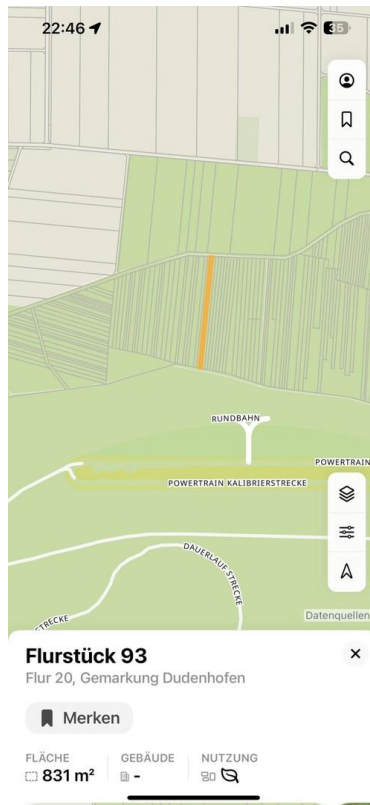 22:46
35
RUNDBAHN
POWERTRAIN
POWERTRAIN KALIBRIERSTRECKE
DAUERLAUF STRECKE
STRECKE
Datenquellen
Flurstück 93
Flur 20, Gemarkung Dudenhofen
Merken
FLÄCHE
GEBÄUDE
NUTZUNG
831 m²
-